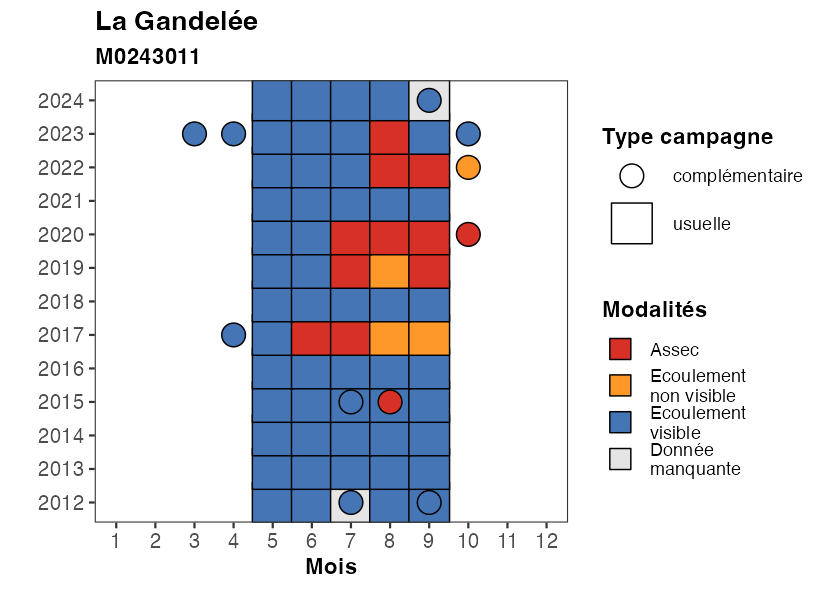 La Gandelée
M0243011
2024
2023
2022
2021
2020
2019
2018
2017
2016
2015
2014
2013
2012
1 2 3 4 5 6 7 8 9 10 11 12
Mois
Type campagne
complémentaire
usuelle
Modalités
Assec
Ecoulement
non visible
Ecoulement
visible
Donnée
manquante